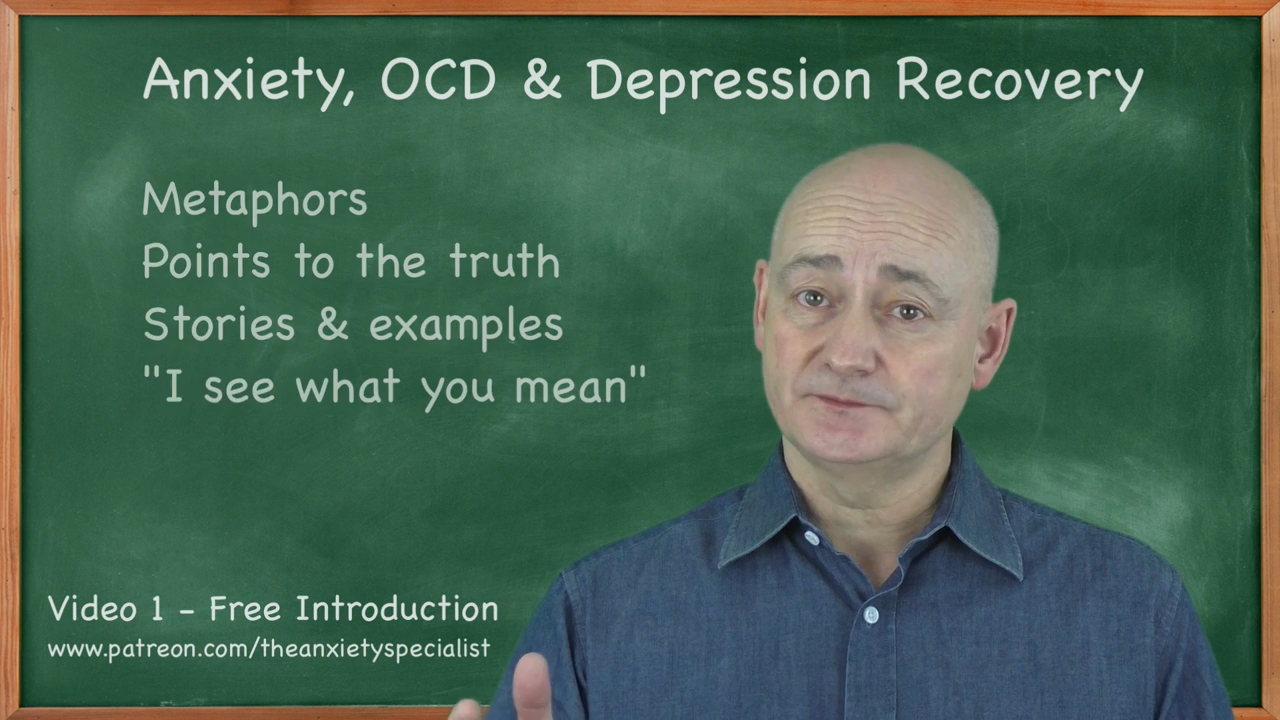 Anxiety, OCD & Depression Recovery
Metaphors
Points to the truth
Stories & examples
"I see what you mean"
Video 1 - Free Introduction
www.patreon.com/theanxietyspecialist